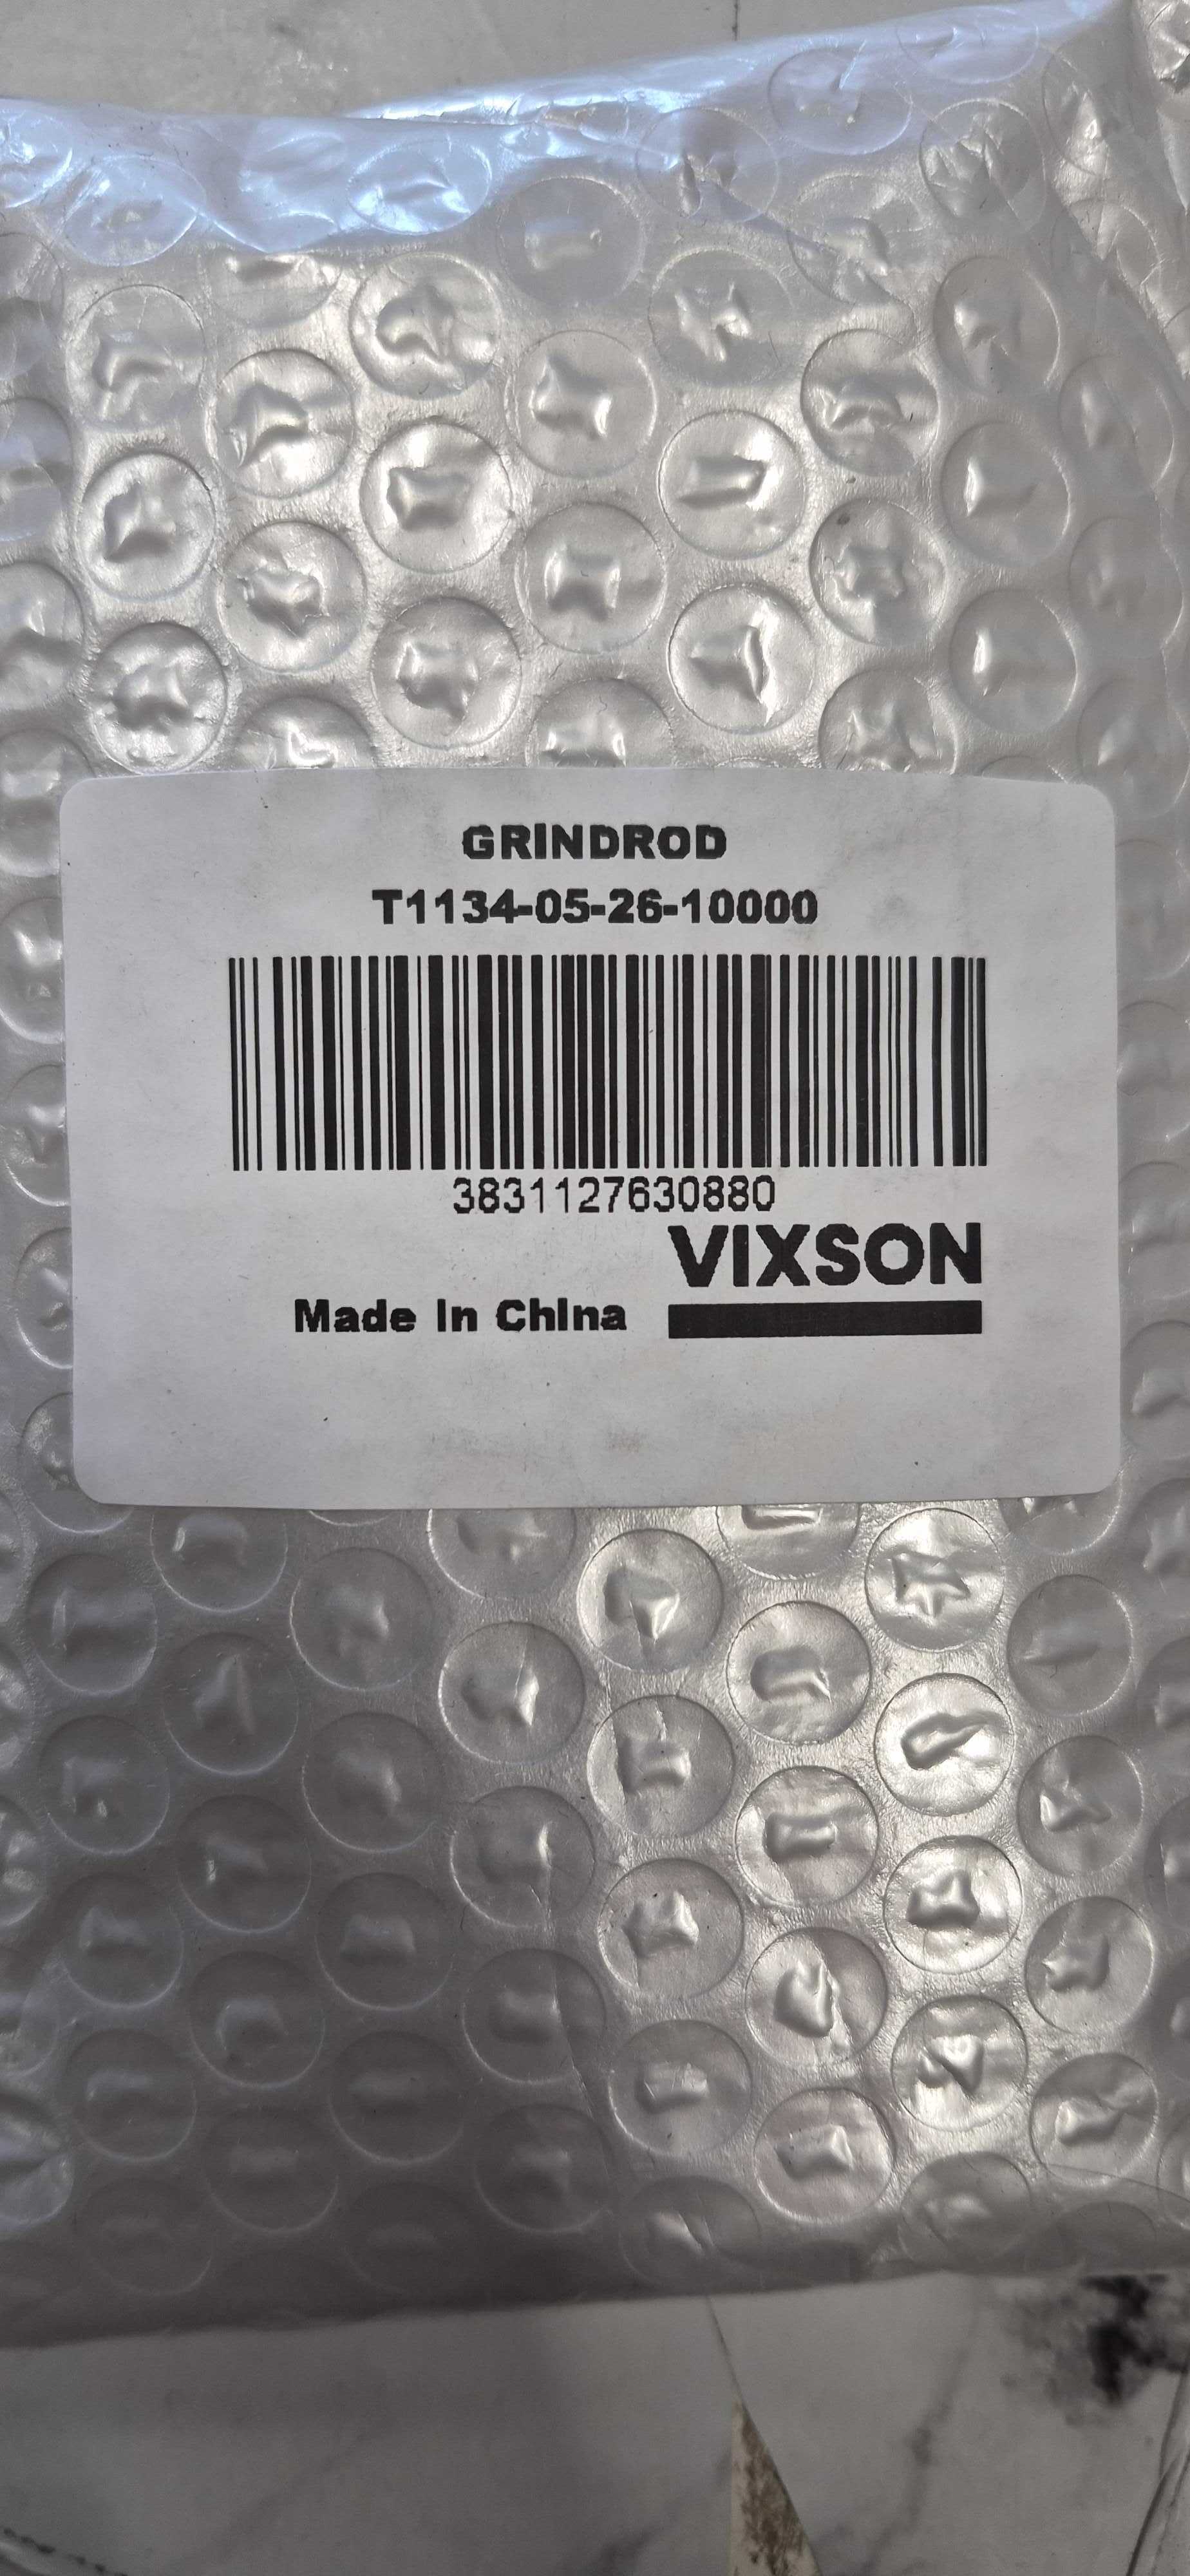 GRINDROD
T1134-05-26-10000
3831127630880
VIXSON
Made In China